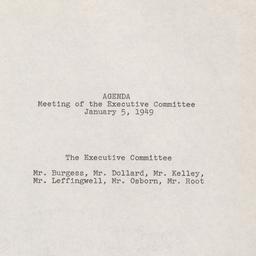 AGENDA
Meeting of the Executive Committee
January 5, 1949
The Executive Committee
Mr. Burgess, Mr. Dollard, Mr. Kelley,
Mr. Leffingwell, Mr. Osborn, Mr. Root